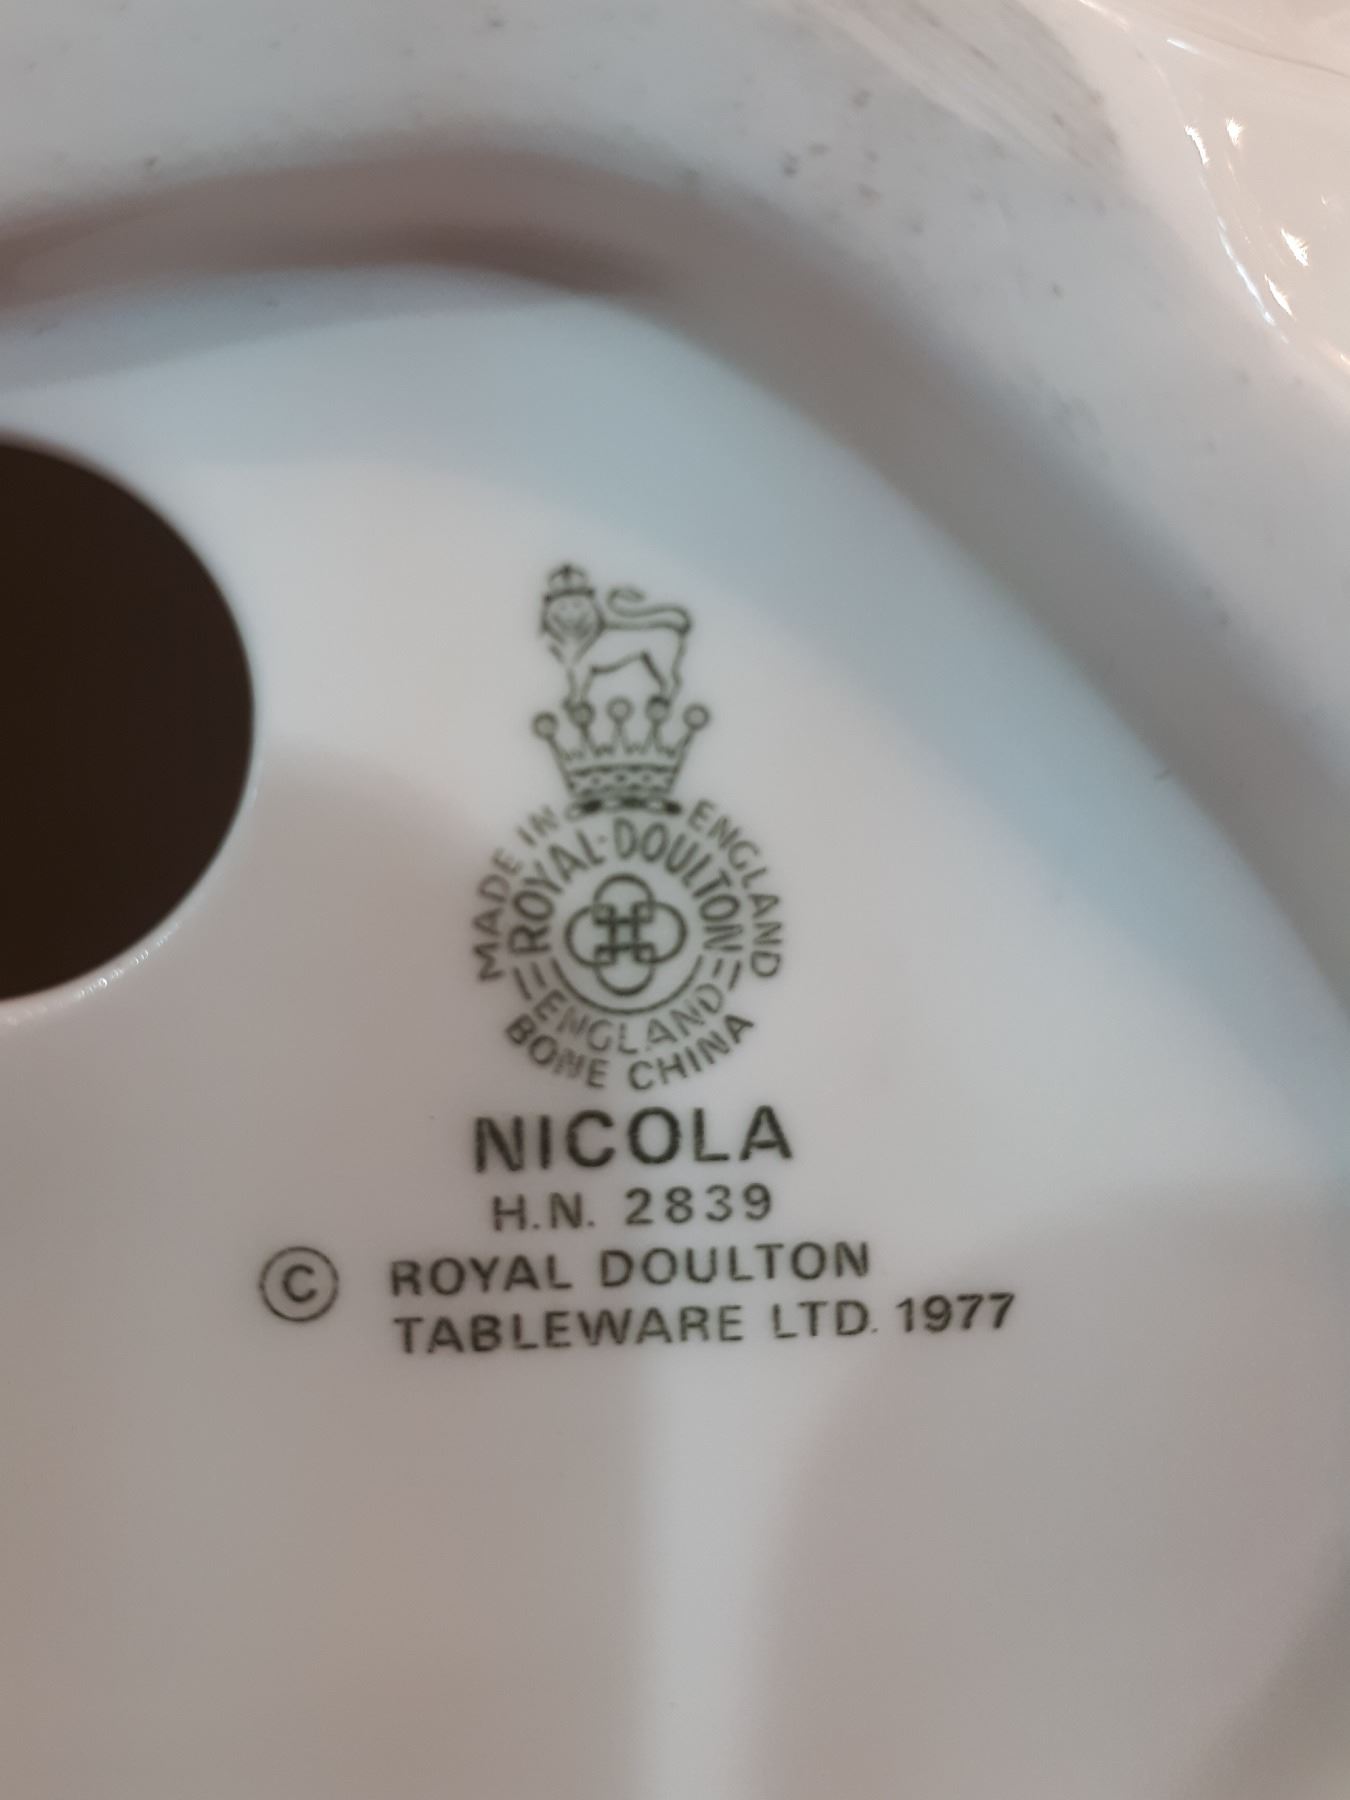 MADE IN ENGLAND
ROYAL·DOULTON
ENGLAND
BONE CHINA
NICOLA
H.N. 2839
© ROYAL DOULTON
TABLEWARE LTD. 1977